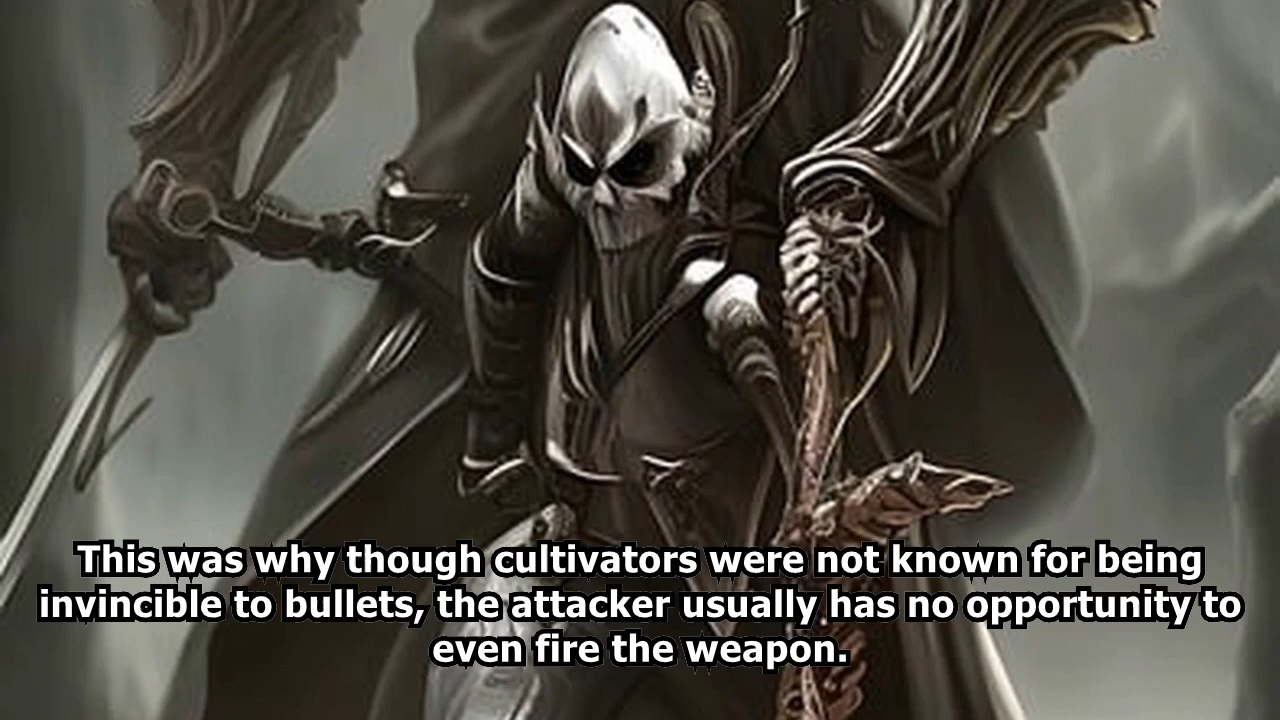 This was why though cultivators were not known for being
invincible to bullets, the attacker usually has no opportunity to
even fire the weapon.